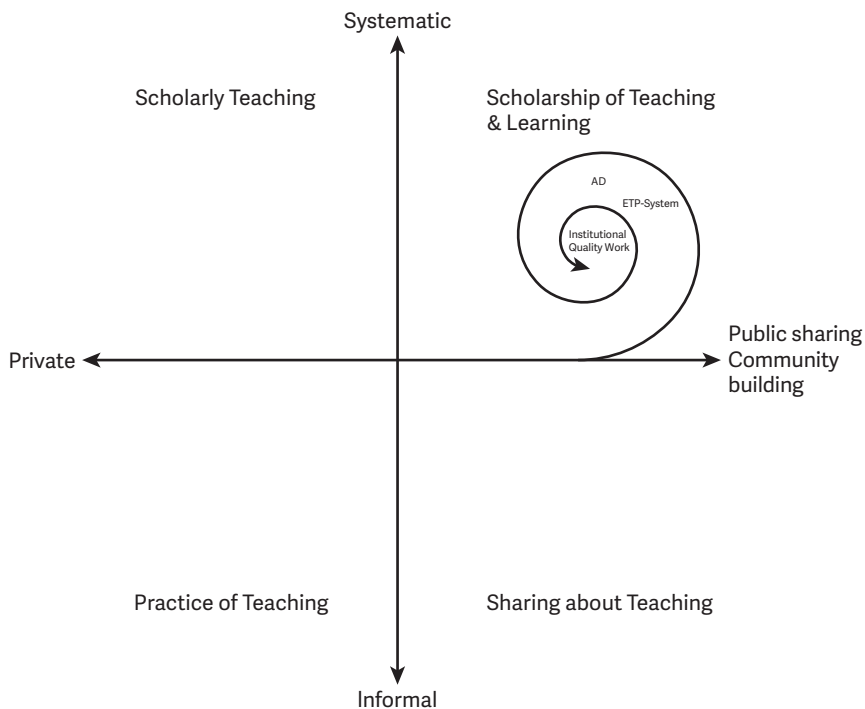 Systematic
Scholarly Teaching
Scholarship of Teaching
& Learning
AD
ETP-System
Institutional
Quality Work
Private
Public sharing
Community
building
Practice of Teaching
Sharing about Teaching
Informal